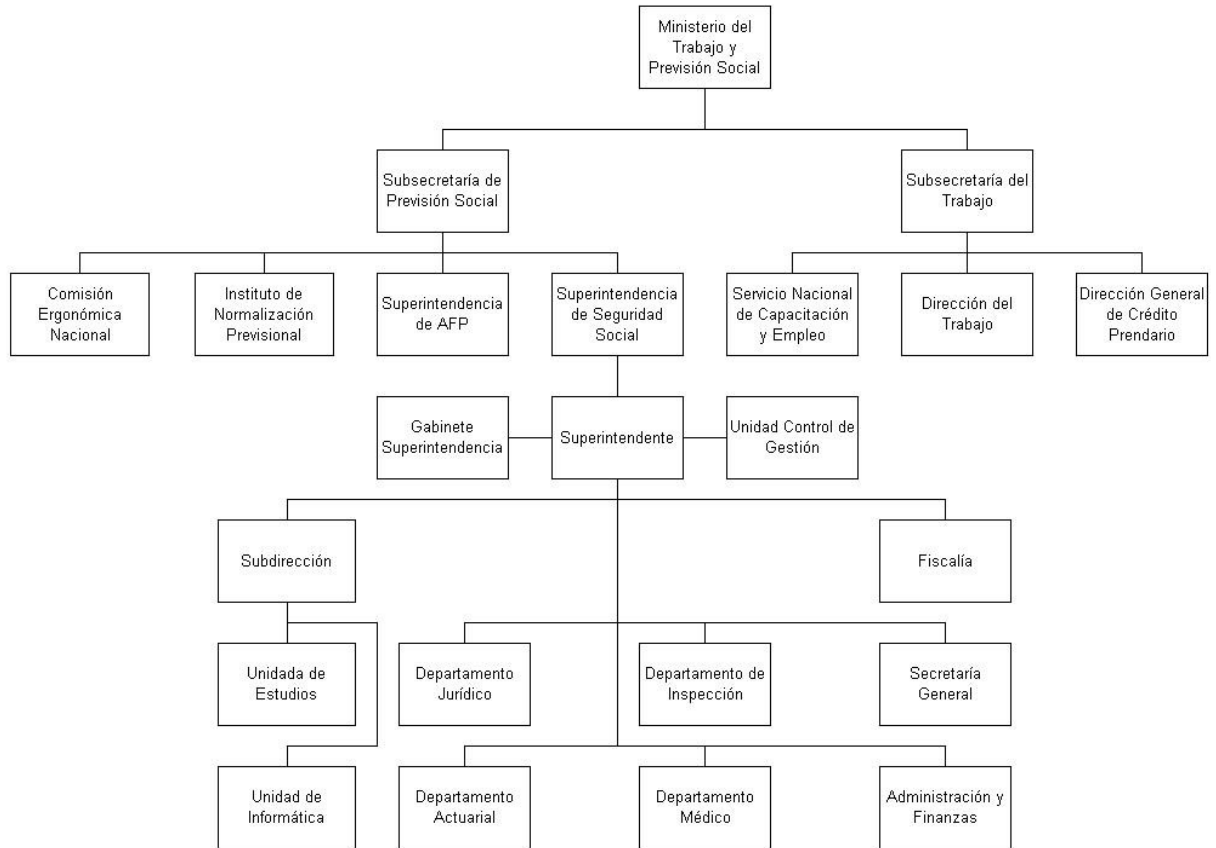 Ministerio del
Trabajo y
Previsión Social
Subsecretaría de
Previsión Social
Subsecretaría del
Trabajo
Comisión
Ergonómica
Nacional
Instituto de
Normalización
Previsional
Superintendencia
de AFP
Superintendencia
de Seguridad
Social
Servicio Nacional
de Capacitación
y Empleo
Dirección del
Trabajo
Dirección General
de Crédito
Prendario
Gabinete
Superintendencia
Superintendente
Unidad Control de
Gestión
Subdirección
Fiscalía
Unidada de
Estudios
Departamento
Jurídico
Departamento de
Inspección
Secretaría
General
Unidad de
Informática
Departamento
Actuarial
Departamento
Médico
Administración y
Finanzas